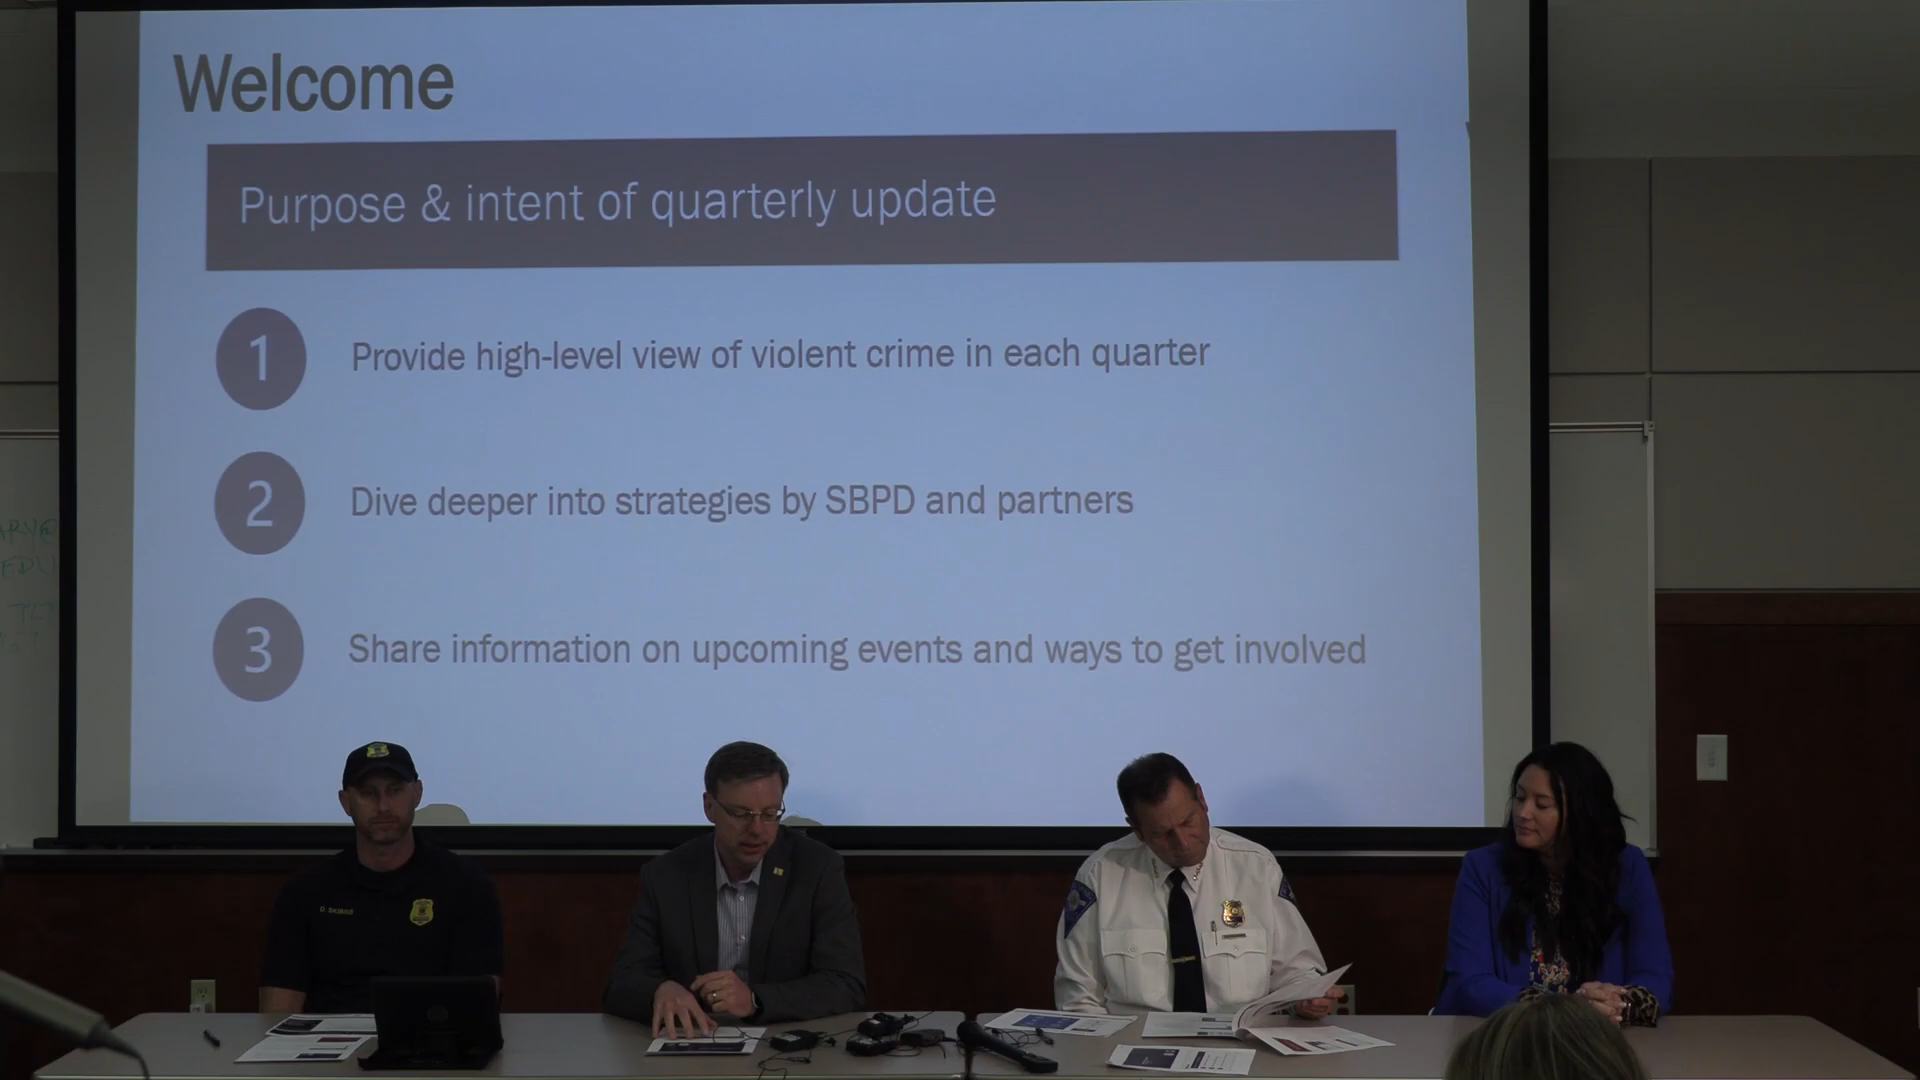 Welcome
Purpose & intent of quarterly update
1 Provide high-level view of violent crime in each quarter
2 Dive deeper into strategies by SBPD and partners
3 Share information on upcoming events and ways to get involved